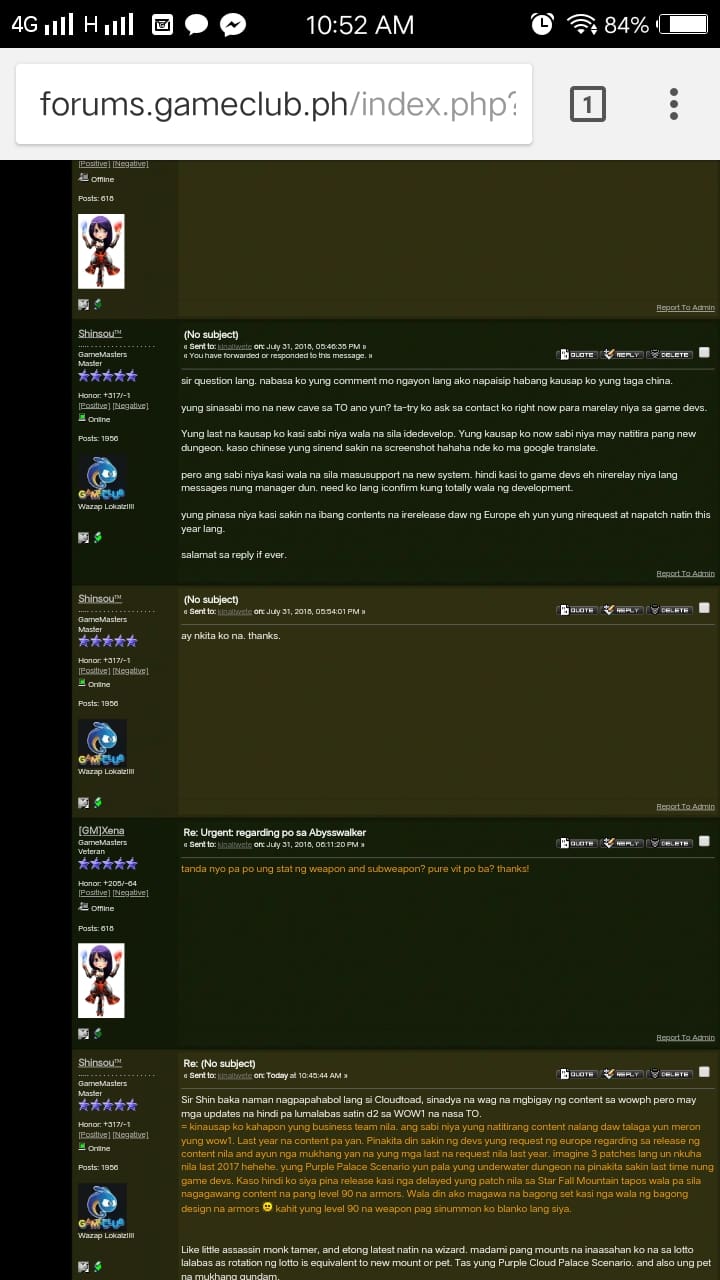 4G H 10:52 AM 84%
forums.gameclub.ph/index.php?
1
[Positive] [Negative]
Offline
Posts: 618
Report To Admin
Shinsou™
GameMasters
Master
Honor: +317/-1
[Positive] [Negative]
Online
Posts: 1956
GAMECLUB
Wazap Lokalz!!!!
(No subject)
« Sent to: kinaliwete on: July 31, 2018, 05:46:35 PM »
« You have forwarded or responded to this message. »
QUOTE REPLY DELETE
sir question lang. nabasa ko yung comment mo ngayon lang ako napaisip habang kausap ko yung taga china.
yung sinasabi mo na new cave sa TO ano yun? ta-try ko ask sa contact ko right now para marelay niya sa game devs.
Yung last na kausap ko kasi sabi niya wala na sila idedevelop. Yung kausap ko now sabi niya may natitira pang new
dungeon. kaso chinese yung sinend sakin na screenshot hahaha nde ko ma google translate.
pero ang sabi niya kasi wala na sila masusupport na new system. hindi kasi to game devs eh nirerelay niya lang
messages nung manager dun. need ko lang iconfirm kung totally wala ng development.
yung pinasa niya kasi sakin na ibang contents na irerelease daw ng Europe eh yun yung nirequest at napatch natin this
year lang.
salamat sa reply if ever.
Report To Admin
Shinsou™
GameMasters
Master
Honor: +317/-1
[Positive] [Negative]
Online
Posts: 1956
GAMECLUB
Wazap Lokalz!!!!
(No subject)
« Sent to: kinaliwete on: July 31, 2018, 05:54:01 PM »
QUOTE REPLY DELETE
ay nkita ko na. thanks.
Report To Admin
[GM]Xena
GameMasters
Veteran
Honor: +205/-64
[Positive] [Negative]
Offline
Posts: 618
Re: Urgent: regarding po sa Abysswalker
« Sent to: kinaliwete on: July 31, 2018, 06:11:20 PM »
QUOTE REPLY DELETE
tanda nyo pa po ung stat ng weapon and subweapon? pure vit po ba? thanks!
Report To Admin
Shinsou™
GameMasters
Master
Honor: +317/-1
[Positive] [Negative]
Online
Posts: 1956
GAMECLUB
Wazap Lokalz!!!!
Re: (No subject)
« Sent to: kinaliwete on: Today at 10:45:44 AM »
QUOTE REPLY DELETE
Sir Shin baka naman nagpapahabol lang si Cloudtoad, sinadya na wag na mgbigay ng content sa wowph pero may
mga updates na hindi pa lumalabas satin d2 sa WOW1 na nasa TO.
= kinausap ko kahapon yung business team nila. ang sabi niya yung natitirang content nalang daw talaga yun meron
yung wow1. Last year na content pa yan. Pinakita din sakin ng devs yung request ng europe regarding sa release ng
content nila and ayun nga mukhang yan na yung mga last na request nila last year. imagine 3 patches lang un nkuha
nila last 2017 hehehe. yung Purple Palace Scenario yun pala yung underwater dungeon na pinakita sakin last time nung
game devs. Kaso hindi ko siya pina release kasi nga delayed yung patch nila sa Star Fall Mountain tapos wala pa sila
nagagawang content na pang level 90 na armors. Wala din ako magawa na bagong set kasi nga wala ng bagong
design na armors kahit yung level 90 na weapon pag sinummon ko blanko lang siya.
Like little assassin monk tamer, and etong latest natin na wizard. madami pang mounts na inaasahan ko na sa lotto
lalabas as rotation ng lotto is equivalent to new mount or pet. Tas yung Purple Cloud Palace Scenario. and also ung pet
na mukhang gundam.